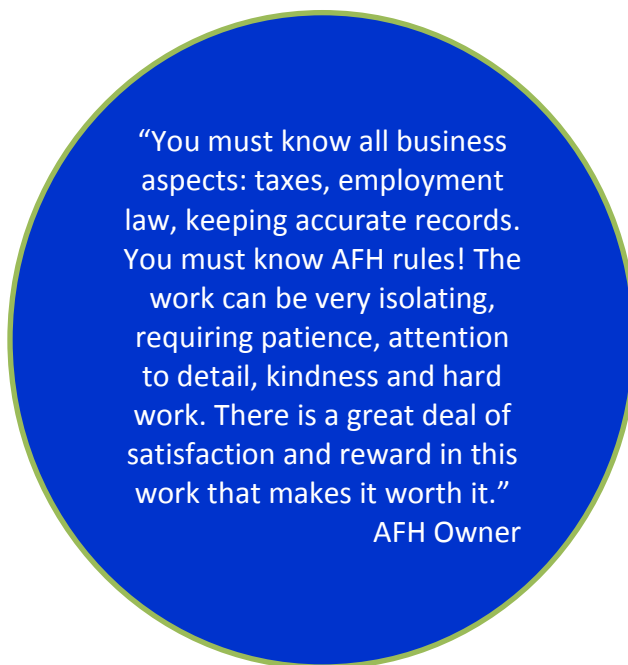 “You must know all business
aspects: taxes, employment
law, keeping accurate records.
You must know AFH rules! The
work can be very isolating,
requiring patience, attention
to detail, kindness and hard
work. There is a great deal of
satisfaction and reward in this
work that makes it worth it.”
AFH Owner